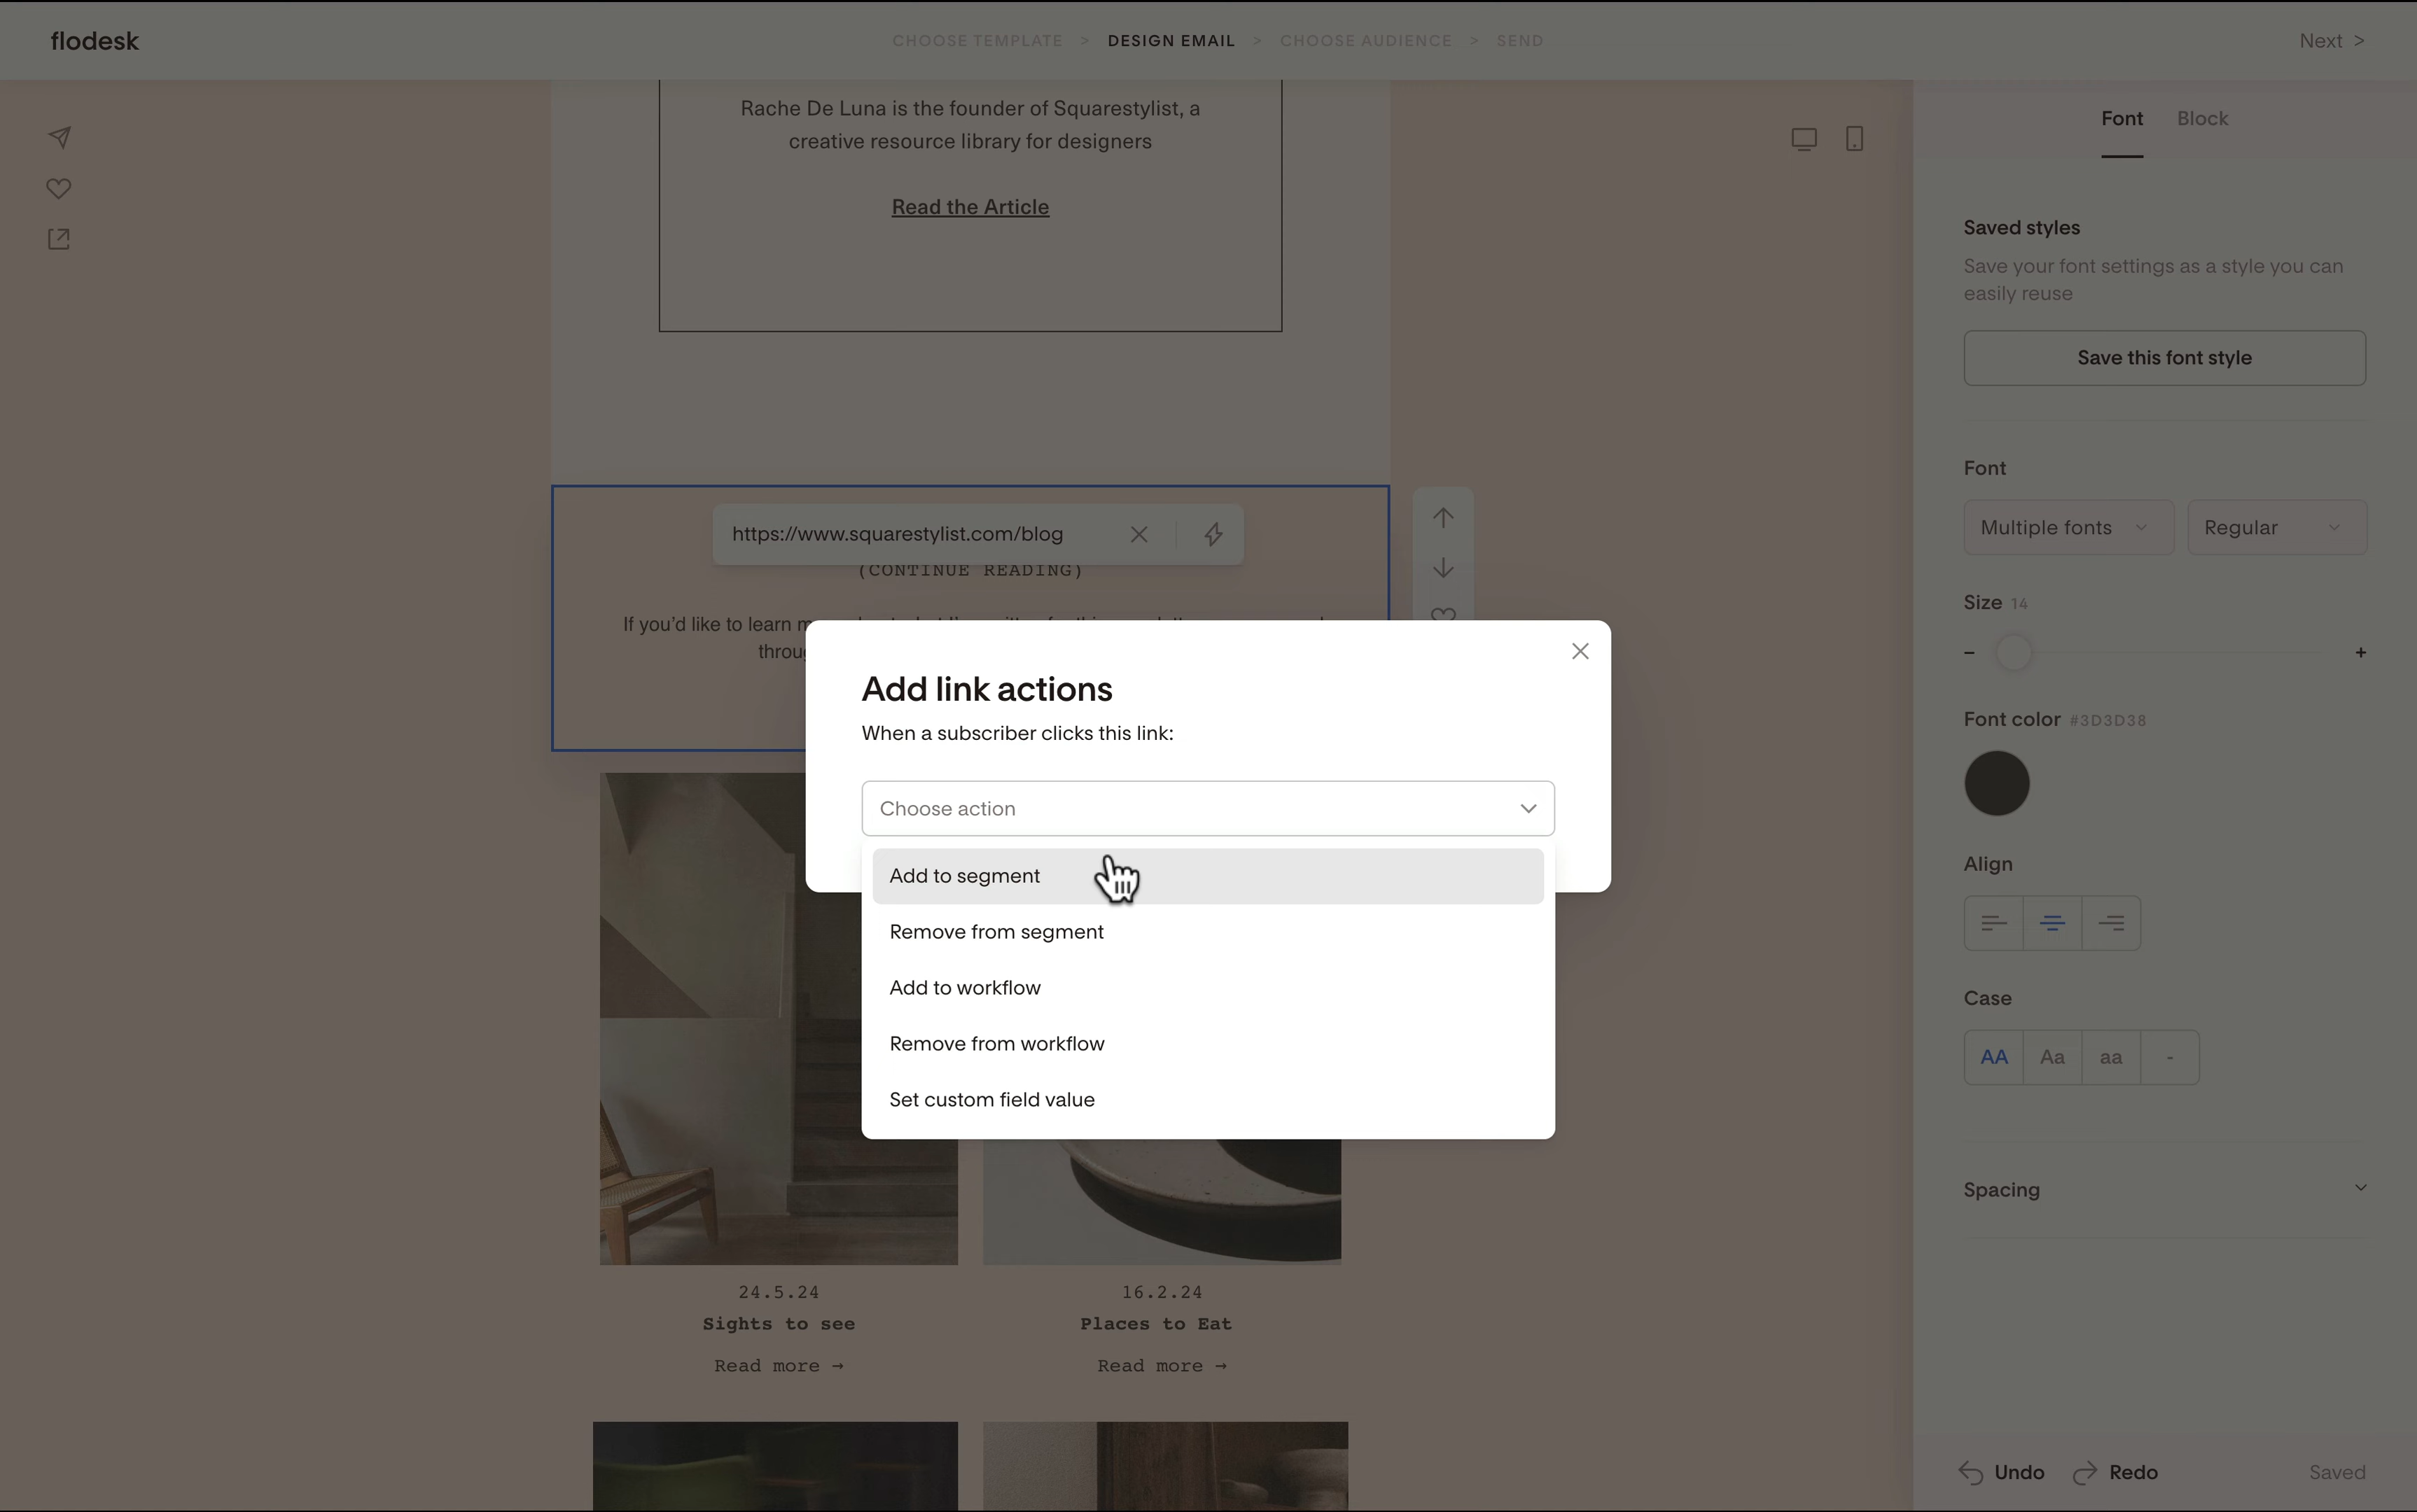 flodesk
CHOOSE TEMPLATE > DESIGN EMAIL > CHOOSE AUDIENCE > SEND
Next >
Rache De Luna is the founder of Squarestylist, a
creative resource library for designers
Read the Article
https://www.squarestylist.com/blog
(CONTINUE READING)
If you'd like to learn
Add link actions
When a subscriber clicks this link:
Choose action
Add to segment
Remove from segment
Add to workflow
Remove from workflow
Set custom field value
24.5.24
Sights to see
Read more →
16.2.24
Places to Eat
Read more →
Font Block
Saved styles
Save your font settings as a style you can
easily reuse
Save this font style
Font
Multiple fonts Regular
Size 14
- +
Font color #3D3D38
Align
Case
AA Aa aa -
Spacing
Undo Redo Saved